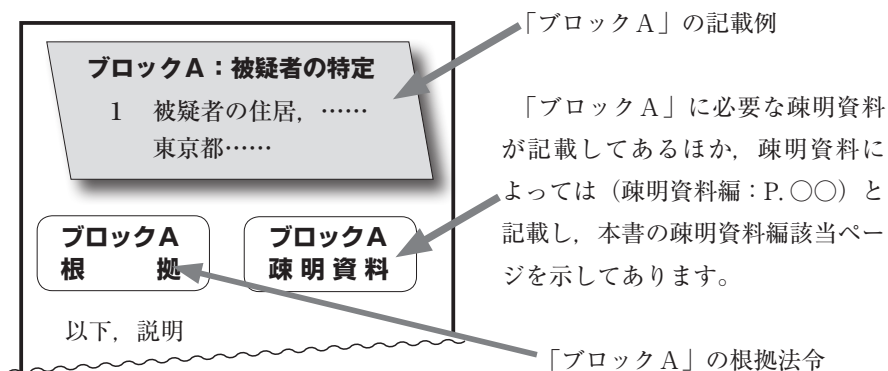 「ブロックA」の記載例
ブロックA：被疑者の特定
1　被疑者の住居，……
東京都……
「ブロックA」に必要な疎明資料
が記載してあるほか，疎明資料に
よっては（疎明資料編：P.○○）と
記載し，本書の疎明資料編該当ペー
ジを示してあります。
ブロックA
根　拠
ブロックA
疎明資料
以下，説明
「ブロックA」の根拠法令